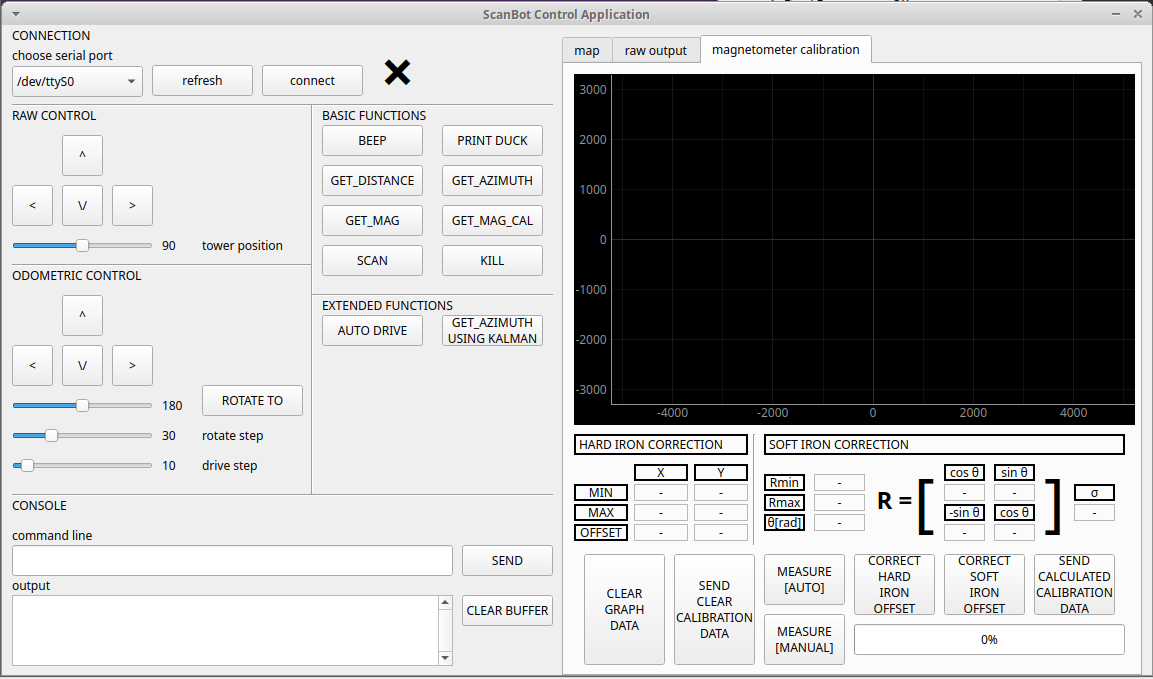 ScanBot Control Application
CONNECTION
choose serial port
/dev/ttyS0
refresh
connect
RAW CONTROL
^
<
\/
>
90
tower position
ODOMETRIC CONTROL
^
<
\/
>
180
ROTATE TO
30
rotate step
10
drive step
BASIC FUNCTIONS
BEEP
PRINT DUCK
GET_DISTANCE
GET_AZIMUTH
GET_MAG
GET_MAG_CAL
SCAN
KILL
EXTENDED FUNCTIONS
AUTO DRIVE
GET_AZIMUTH
USING KALMAN
CONSOLE
command line
SEND
output
CLEAR BUFFER
map
raw output
magnetometer calibration
3000
2000
1000
0
-1000
-2000
-3000
-4000
-2000
0
2000
4000
HARD IRON CORRECTION
X
Y
MIN
-
-
MAX
-
-
OFFSET
-
-
SOFT IRON CORRECTION
Rmin
-
Rmax
-
θ[rad]
-
R = [
cos θ
sin θ
-
-
-sin θ
cos θ
-
-
]
σ
-
CLEAR
GRAPH
DATA
SEND
CLEAR
CALIBRATION
DATA
MEASURE
[AUTO]
MEASURE
[MANUAL]
CORRECT
HARD
IRON
OFFSET
CORRECT
SOFT
IRON
OFFSET
SEND
CALCULATED
CALIBRATION
DATA
0%